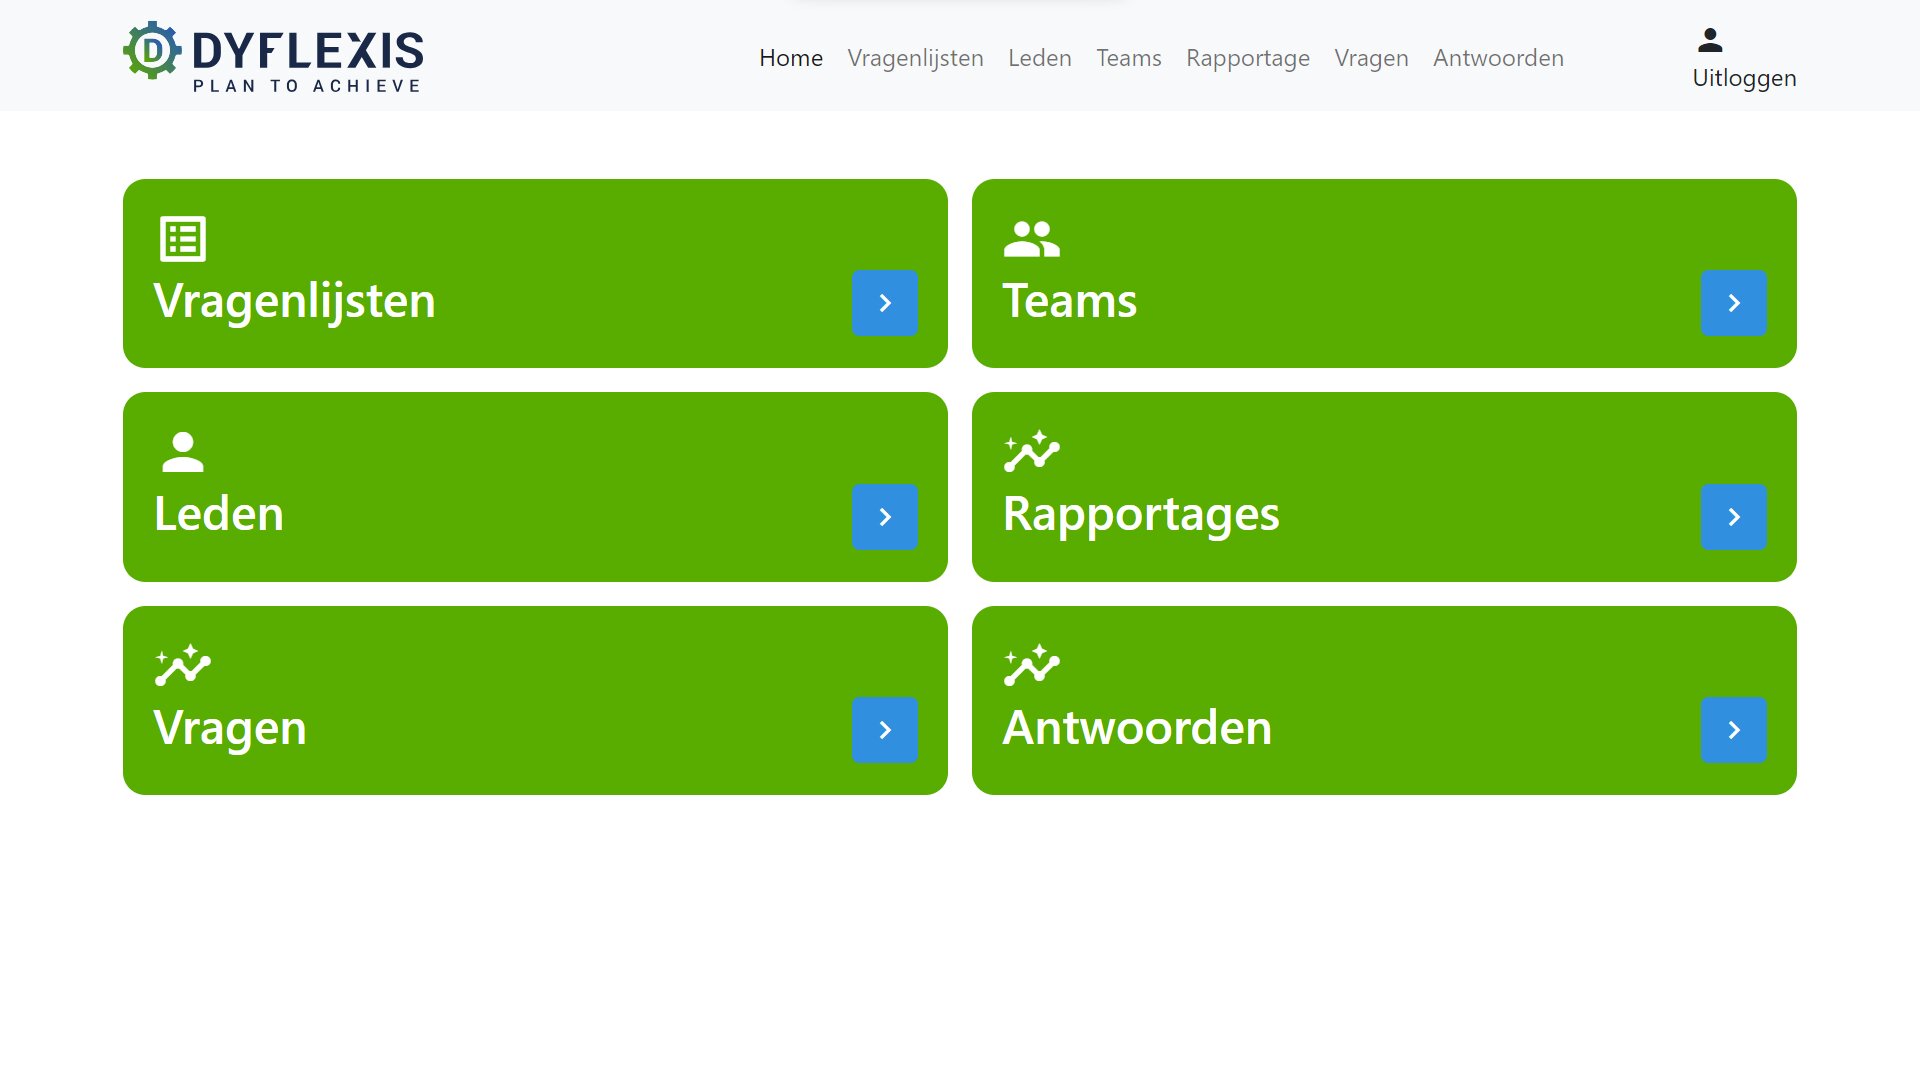 DYFLEXIS
PLAN TO ACHIEVE
Home Vragenlijsten Leden Teams Rapportage Vragen Antwoorden
Uitloggen
Vragenlijsten
Teams
Leden
Rapportages
Vragen
Antwoorden